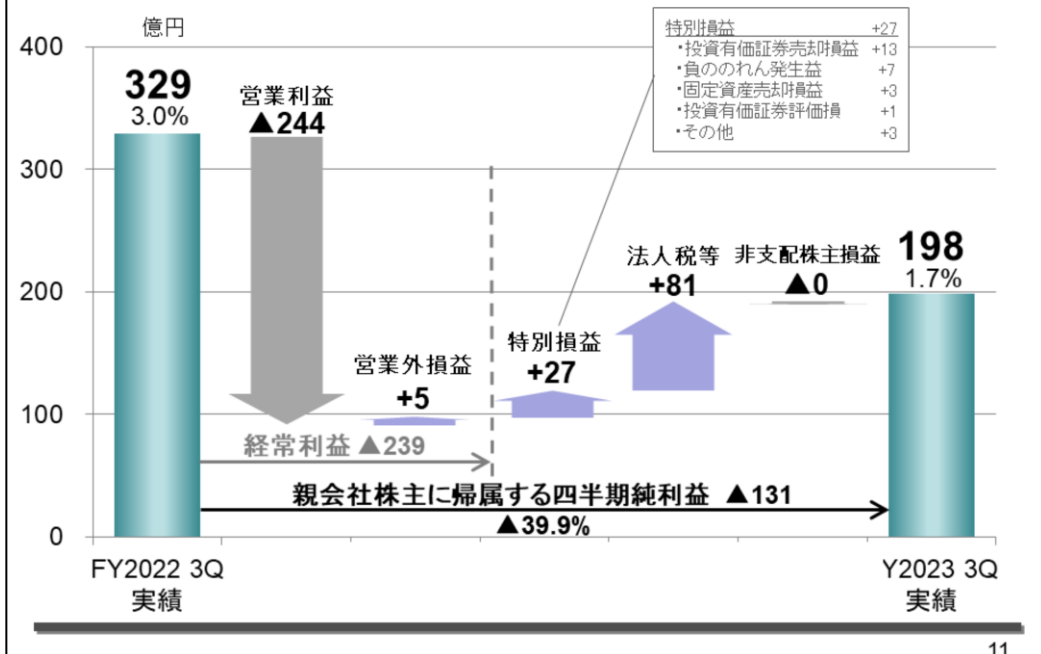 億円
400
300
200
100
0
329
3.0%
営業利益
▲244
営業外損益
+5
経常利益 ▲239
特別損益
+27
特別損益 +27
・投資有価証券売却損益 +13
・負ののれん発生益 +7
・固定資産売却損益 +3
・投資有価証券評価損 +1
・その他 +3
法人税等
+81
非支配株主損益
▲0
198
1.7%
親会社株主に帰属する四半期純利益 ▲131
▲39.9%
FY2022 3Q
実績
Y2023 3Q
実績
11